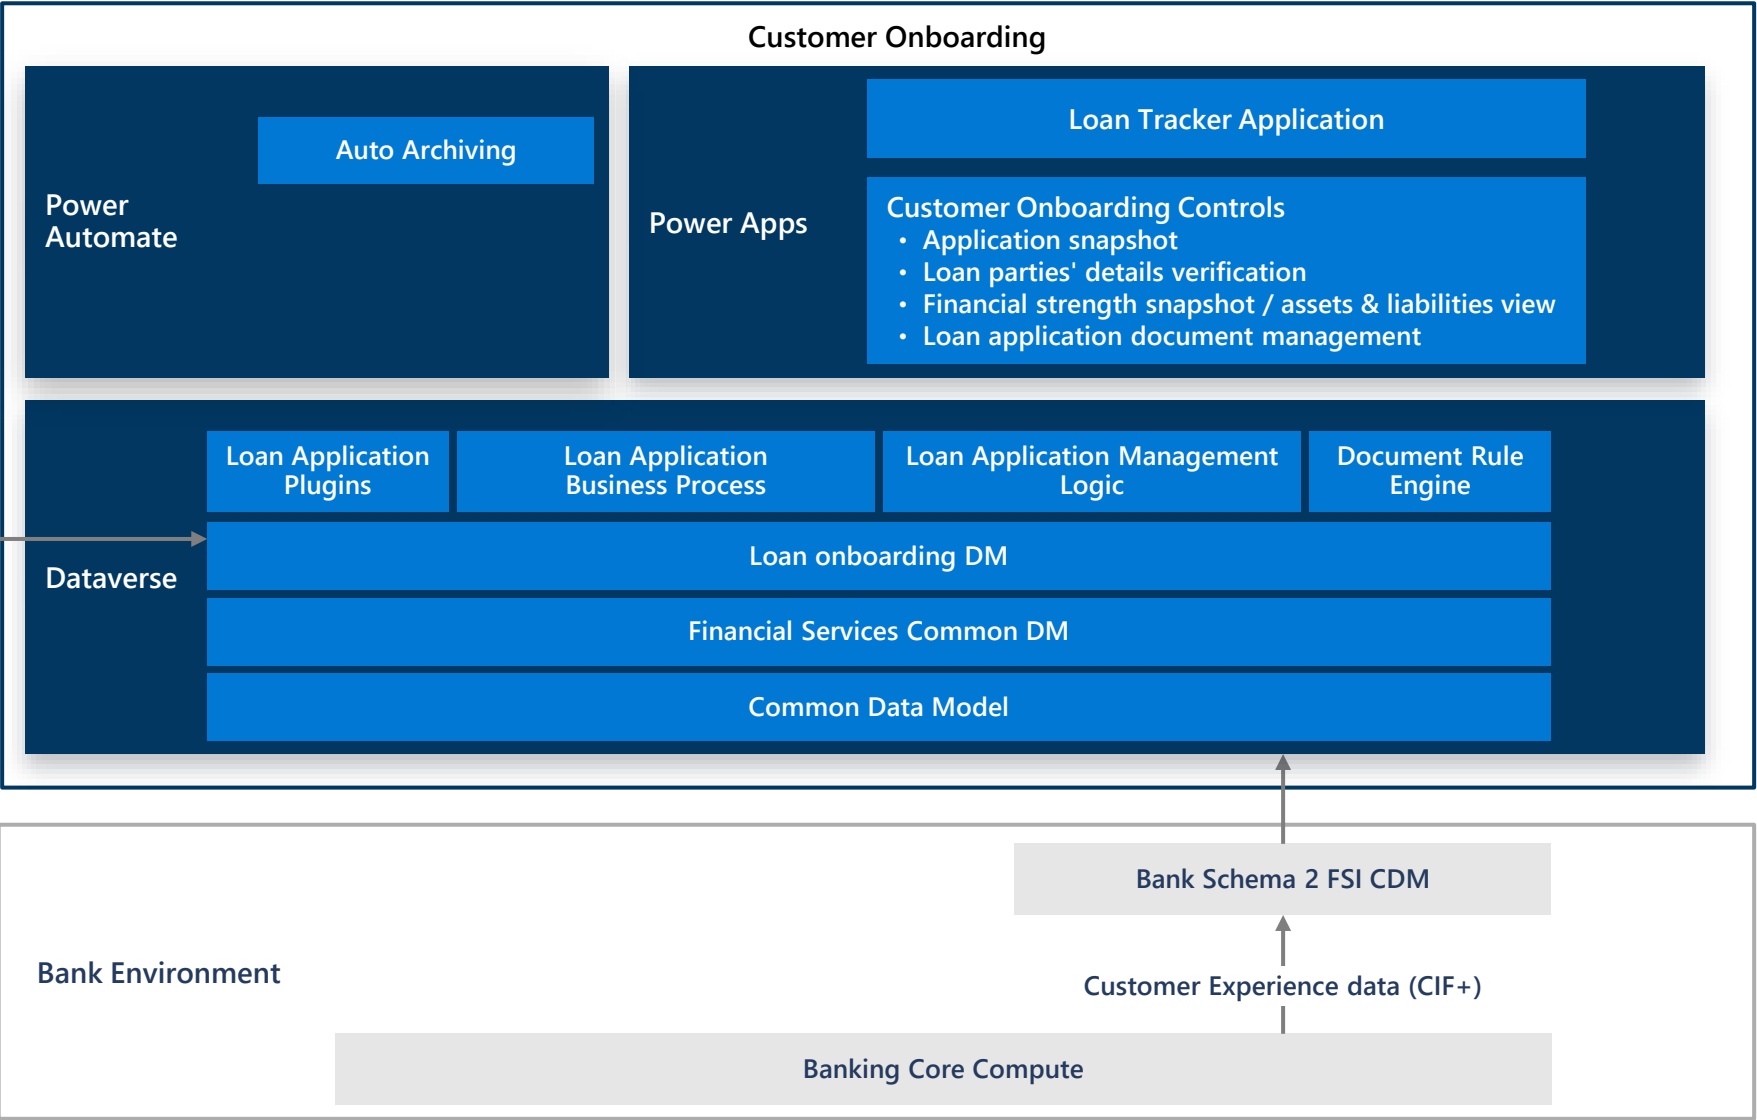 Customer Onboarding
Power
Automate
Auto Archiving
Power Apps
Loan Tracker Application
Customer Onboarding Controls
• Application snapshot
• Loan parties' details verification
• Financial strength snapshot / assets & liabilities view
• Loan application document management
Dataverse
Loan Application
Plugins
Loan Application
Business Process
Loan Application Management
Logic
Document Rule
Engine
Loan onboarding DM
Financial Services Common DM
Common Data Model
Bank Environment
Bank Schema 2 FSI CDM
Customer Experience data (CIF+)
Banking Core Compute